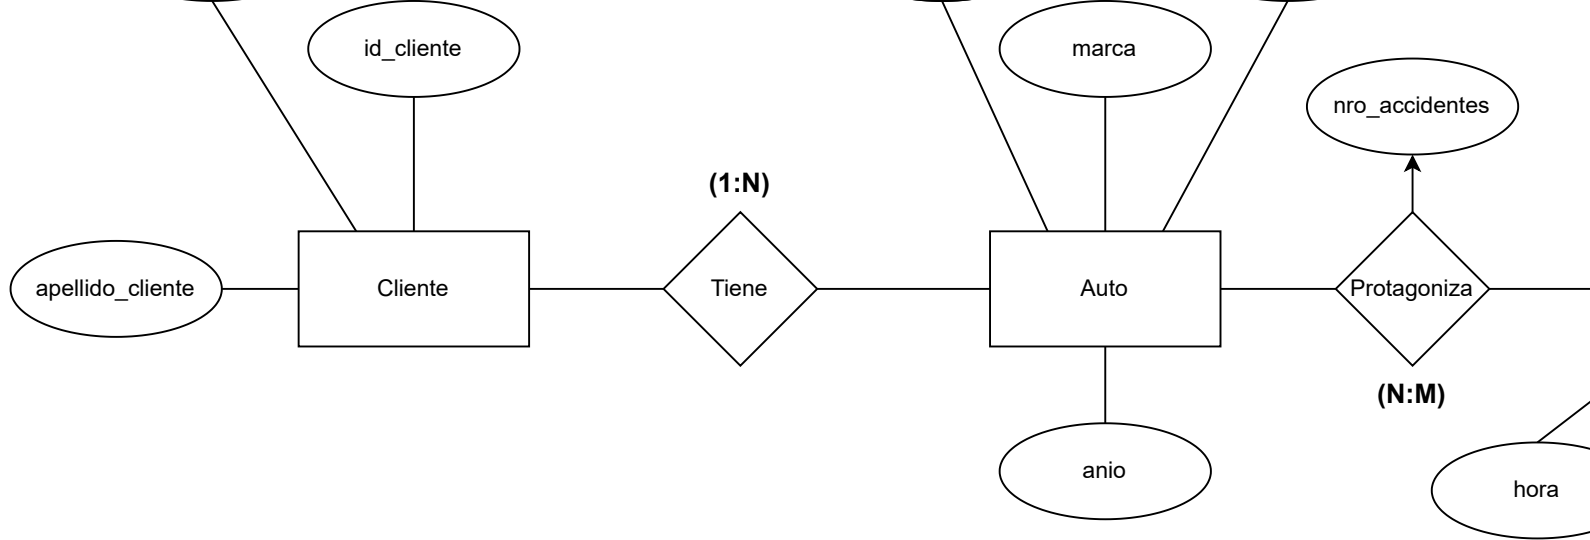 id_cliente
marca
nro_accidentes
(1:N)
apellido_cliente
Cliente
Tiene
Auto
Protagoniza
(N:M)
anio
hora